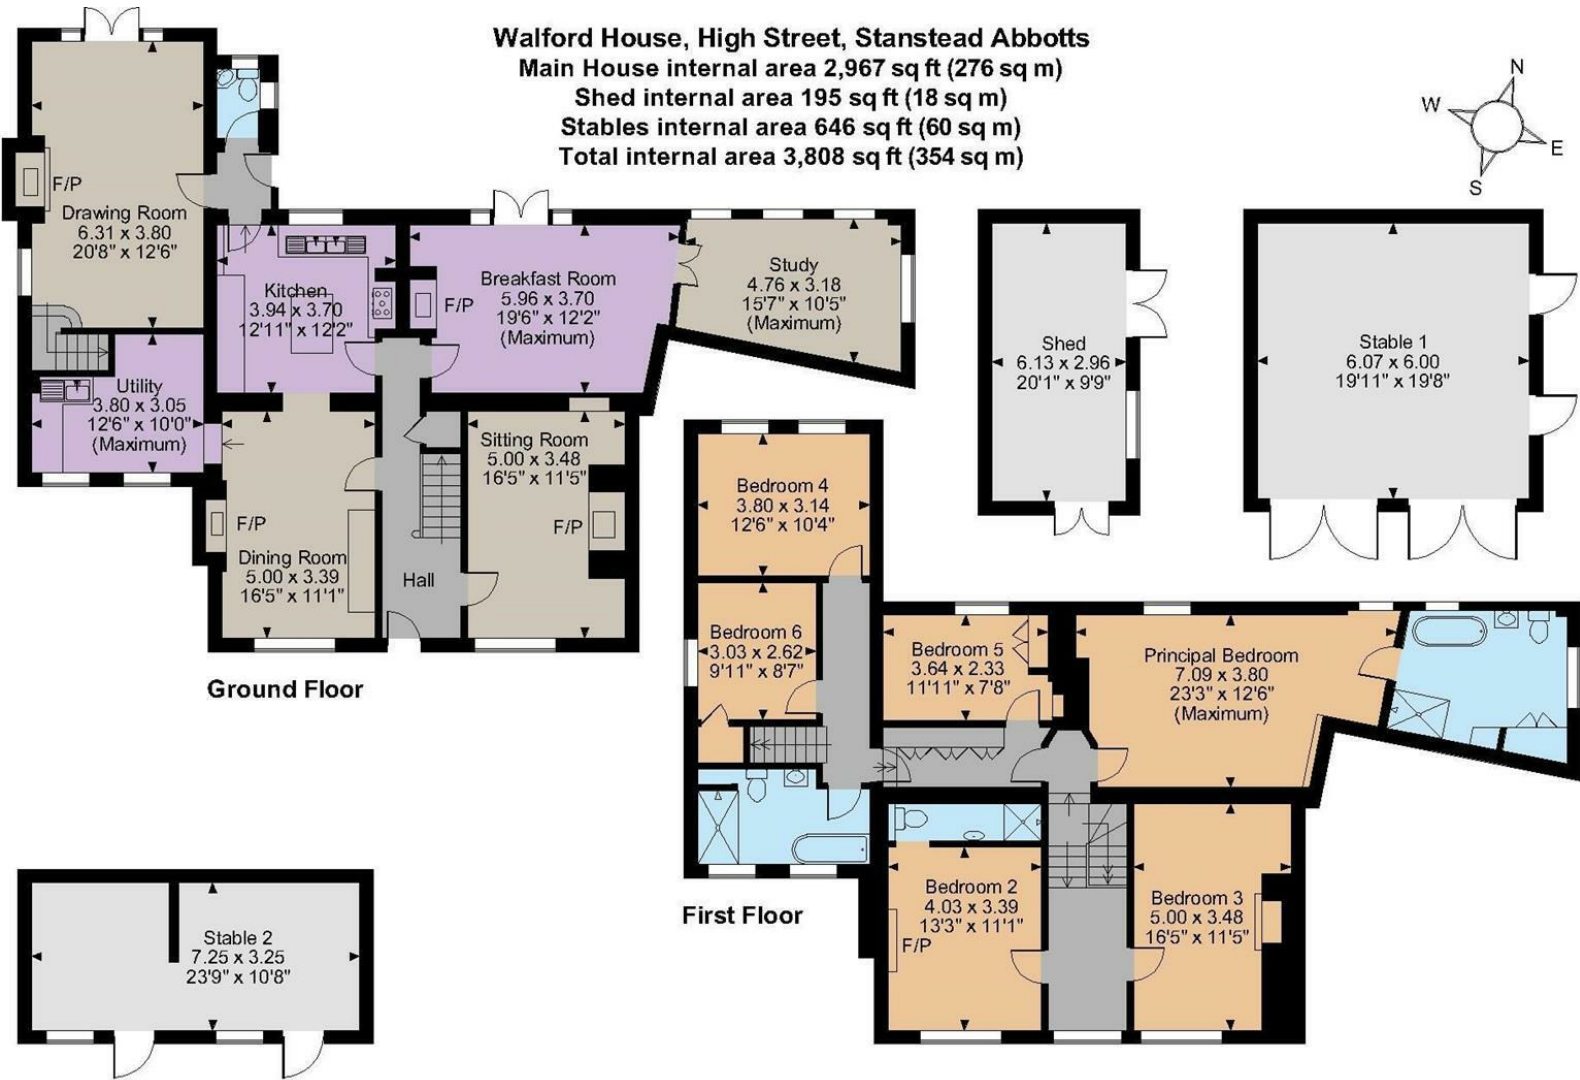 Walford House, High Street, Stanstead Abbotts
Main House internal area 2,967 sq ft (276 sq m)
Shed internal area 195 sq ft (18 sq m)
Stables internal area 646 sq ft (60 sq m)
Total internal area 3,808 sq ft (354 sq m)
N
W
E
S
F/P
Drawing Room
6.31 x 3.80
20'8" x 12'6"
Kitchen
3.94 x 3.70
12'11" x 12'2"
Breakfast Room
5.96 x 3.70
19'6" x 12'2"
(Maximum)
F/P
Study
4.76 x 3.18
15'7" x 10'5"
(Maximum)
Utility
3.80 x 3.05
12'6" x 10'0"
(Maximum)
F/P
Dining Room
5.00 x 3.39
16'5" x 11'1"
Hall
Sitting Room
5.00 x 3.48
16'5" x 11'5"
F/P
Ground Floor
Shed
6.13 x 2.96
20'1" x 9'9"
Stable 1
6.07 x 6.00
19'11" x 19'8"
Bedroom 4
3.80 x 3.14
12'6" x 10'4"
Bedroom 6
3.03 x 2.62
9'11" x 8'7"
Bedroom 5
3.64 x 2.33
11'11" x 7'8"
Principal Bedroom
7.09 x 3.80
23'3" x 12'6"
(Maximum)
Bedroom 2
4.03 x 3.39
13'3" x 11'1"
F/P
Bedroom 3
5.00 x 3.48
16'5" x 11'5"
First Floor
Stable 2
7.25 x 3.25
23'9" x 10'8"